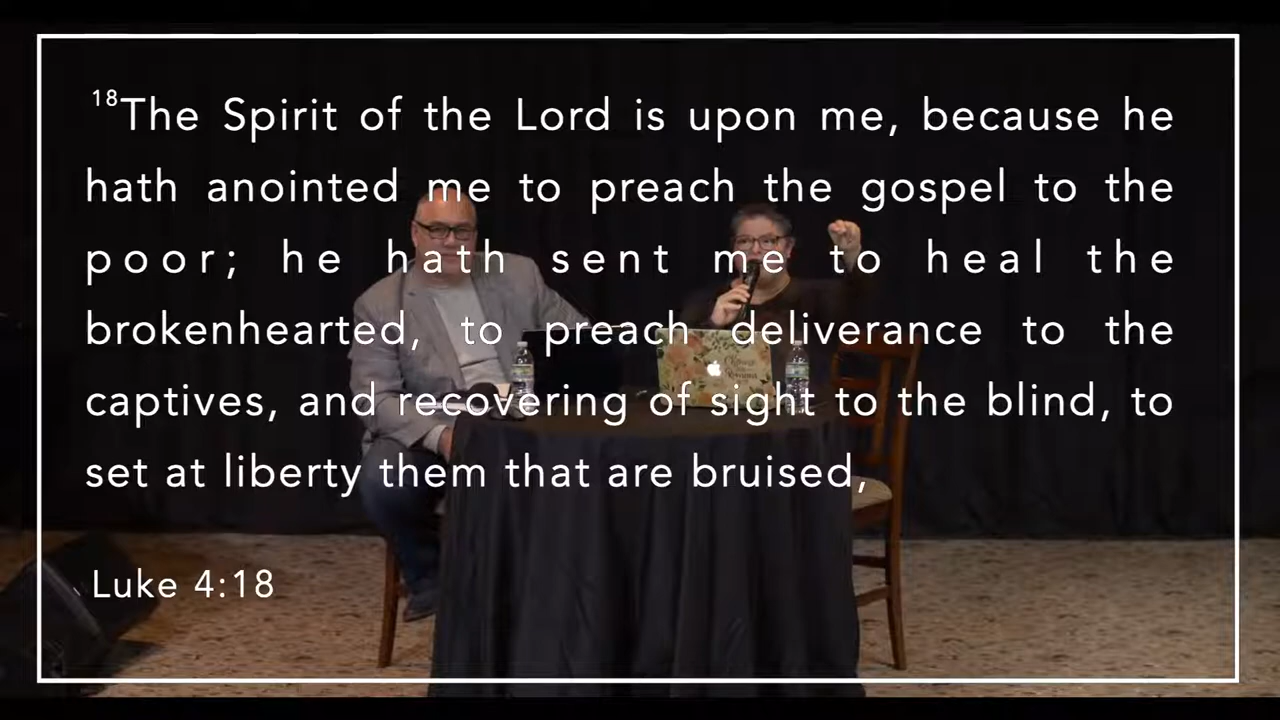 18The Spirit of the Lord is upon me, because he
hath anointed me to preach the gospel to the
poor; he hath sent me to heal the
brokenhearted, to preach deliverance to the
captives, and recovering of sight to the blind, to
set at liberty them that are bruised,
Luke 4:18